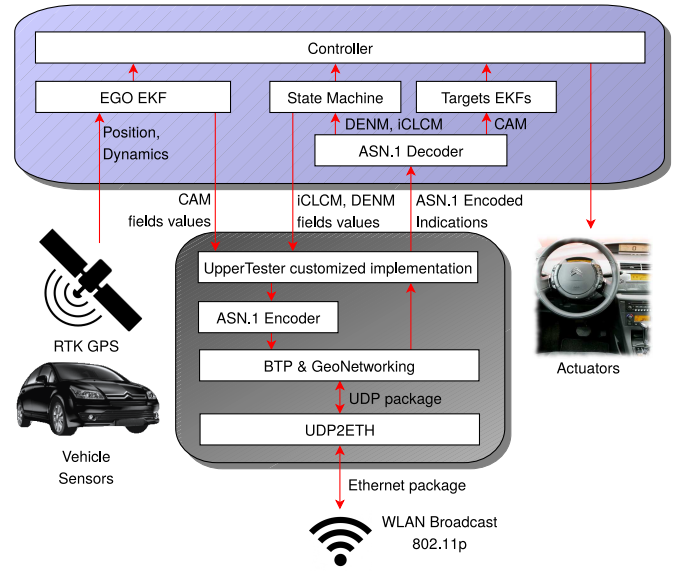 Controller
EGO EKF
State Machine
Targets EKFs
DENM, iCLCM
CAM
Position,
Dynamics
ASN.1 Decoder
CAM
fields values
iCLCM, DENM
fields values
ASN.1 Encoded
Indications
UpperTester customized implementation
ASN.1 Encoder
RTK GPS
BTP & GeoNetworking
Actuators
UDP package
UDP2ETH
Vehicle
Sensors
Ethernet package
WLAN Broadcast
802.11p